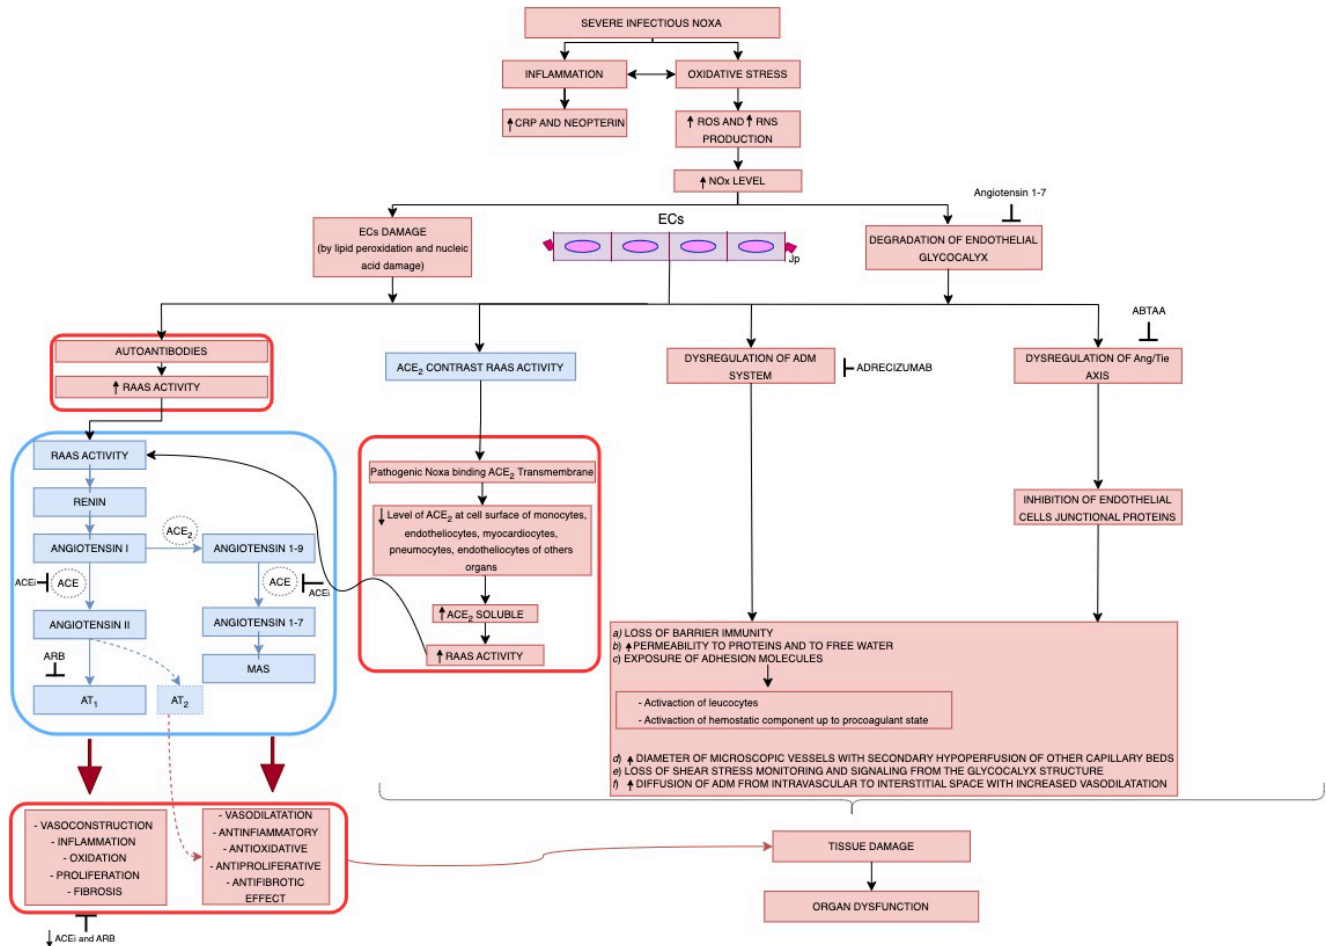 SEVERE INFECTIOUS NOXA
INFLAMMATION
OXIDATIVE STRESS
↑CRP AND NEOPTERIN
↑ ROS AND ↑ RNS
PRODUCTION
↑ NOx LEVEL
Angiotensin 1-7
ECs DAMAGE
(by lipid peroxidation and nucleic
acid damage)
ECs
Jp
DEGRADATION OF ENDOTHELIAL
GLYCOCALYX
ABTAA
AUTOANTIBODIES
↑ RAAS ACTIVITY
ACE₂ CONTRAST RAAS ACTIVITY
DYSREGULATION OF ADM
SYSTEM
ADRECIZUMAB
DYSREGULATION OF Ang/Tie
AXIS
RAAS ACTIVITY
RENIN
ANGIOTENSIN I
ACE₂
ANGIOTENSIN 1-9
ACEi
ACE
ACE
ACEi
ANGIOTENSIN II
ANGIOTENSIN 1-7
ARB
MAS
AT₁
AT₂
Pathogenic Noxa binding ACE₂ Transmembrane
↓ Level of ACE₂ at cell surface of monocytes,
endotheliocytes, myocardiocytes,
pneumocytes, endotheliocytes of others
organs
↑ACE₂ SOLUBLE
↑ RAAS ACTIVITY
INHIBITION OF ENDOTHELIAL
CELLS JUNCTIONAL PROTEINS
a) LOSS OF BARRIER IMMUNITY
b) ↑PERMEABILITY TO PROTEINS AND TO FREE WATER
c) EXPOSURE OF ADHESION MOLECULES
- Activaction of leucocytes
- Activaction of hemostatic component up to procoagulant state
d) ↑ DIAMETER OF MICROSCOPIC VESSELS WITH SECONDARY HYPOPERFUSION OF OTHER CAPILLARY BEDS
e) LOSS OF SHEAR STRESS MONITORING AND SIGNALING FROM THE GLYCOCALYX STRUCTURE
f) ↑ DIFFUSION OF ADM FROM INTRAVASCULAR TO INTERSTITIAL SPACE WITH INCREASED VASODILATATION
- VASOCONSTRUCTION
- INFLAMMATION
- OXIDATION
- PROLIFERATION
- FIBROSIS
- VASODILATATION
- ANTINFIAMMATORY
- ANTIOXIDATIVE
- ANTIPROLIFERATIVE
- ANTIFIBROTIC
EFFECT
↓ ACEi and ARB
TISSUE DAMAGE
ORGAN DYSFUNCTION